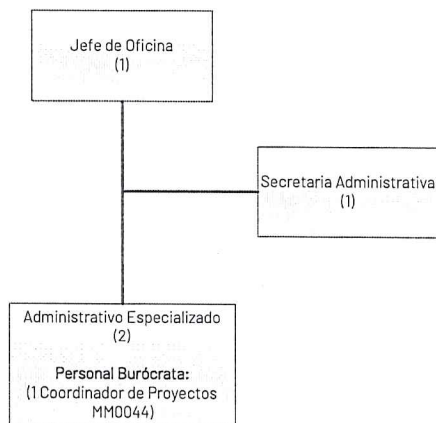 Jefe de Oficina
(1)
Secretaria Administrativa
(1)
Administrativo Especializado
(2)
Personal Burócrata:
(1 Coordinador de Proyectos
MM0044)